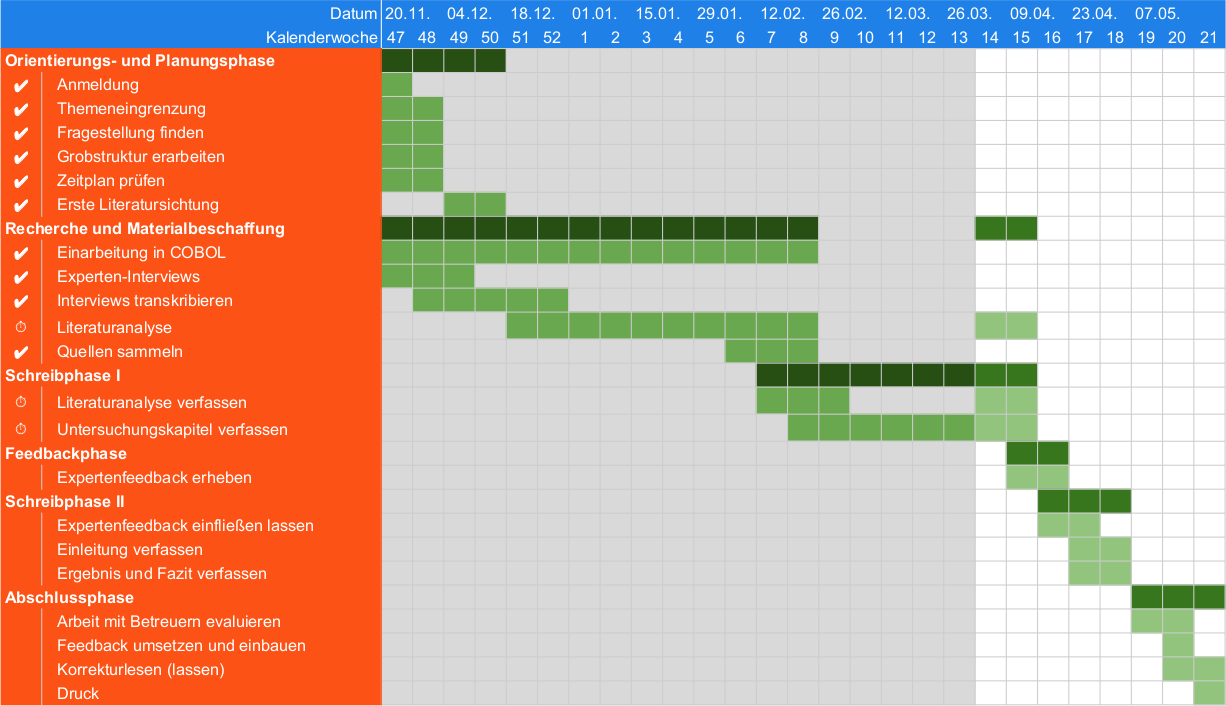 Datum 20.11. 04.12. 18.12. 01.01. 15.01. 29.01. 12.02. 26.02. 12.03. 26.03. 09.04. 23.04. 07.05.
Kalenderwoche 47 48 49 50 51 52 1 2 3 4 5 6 7 8 9 10 11 12 13 14 15 16 17 18 19 20 21
Orientierungs- und Planungsphase
✔ Anmeldung
✔ Themeneingrenzung
✔ Fragestellung finden
✔ Grobstruktur erarbeiten
✔ Zeitplan prüfen
✔ Erste Literatursichtung
Recherche und Materialbeschaffung
✔ Einarbeitung in COBOL
✔ Experten-Interviews
✔ Interviews transkribieren
⏱ Literaturanalyse
✔ Quellen sammeln
Schreibphase I
⏱ Literaturanalyse verfassen
⏱ Untersuchungskapitel verfassen
Feedbackphase
Expertenfeedback erheben
Schreibphase II
Expertenfeedback einfließen lassen
Einleitung verfassen
Ergebnis und Fazit verfassen
Abschlussphase
Arbeit mit Betreuern evaluieren
Feedback umsetzen und einbauen
Korrekturlesen (lassen)
Druck